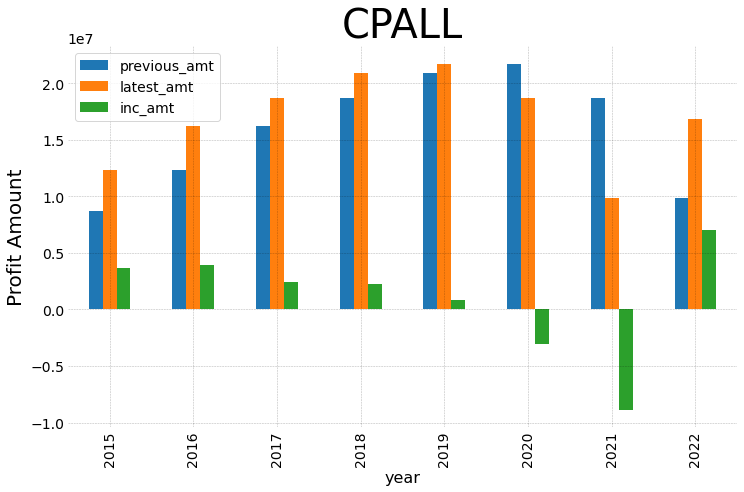 CPALL
1e7
previous_amt
latest_amt
inc_amt
Profit Amount
2.0
1.5
1.0
0.5
0.0
−0.5
−1.0
2015 2016 2017 2018 2019 2020 2021 2022
year